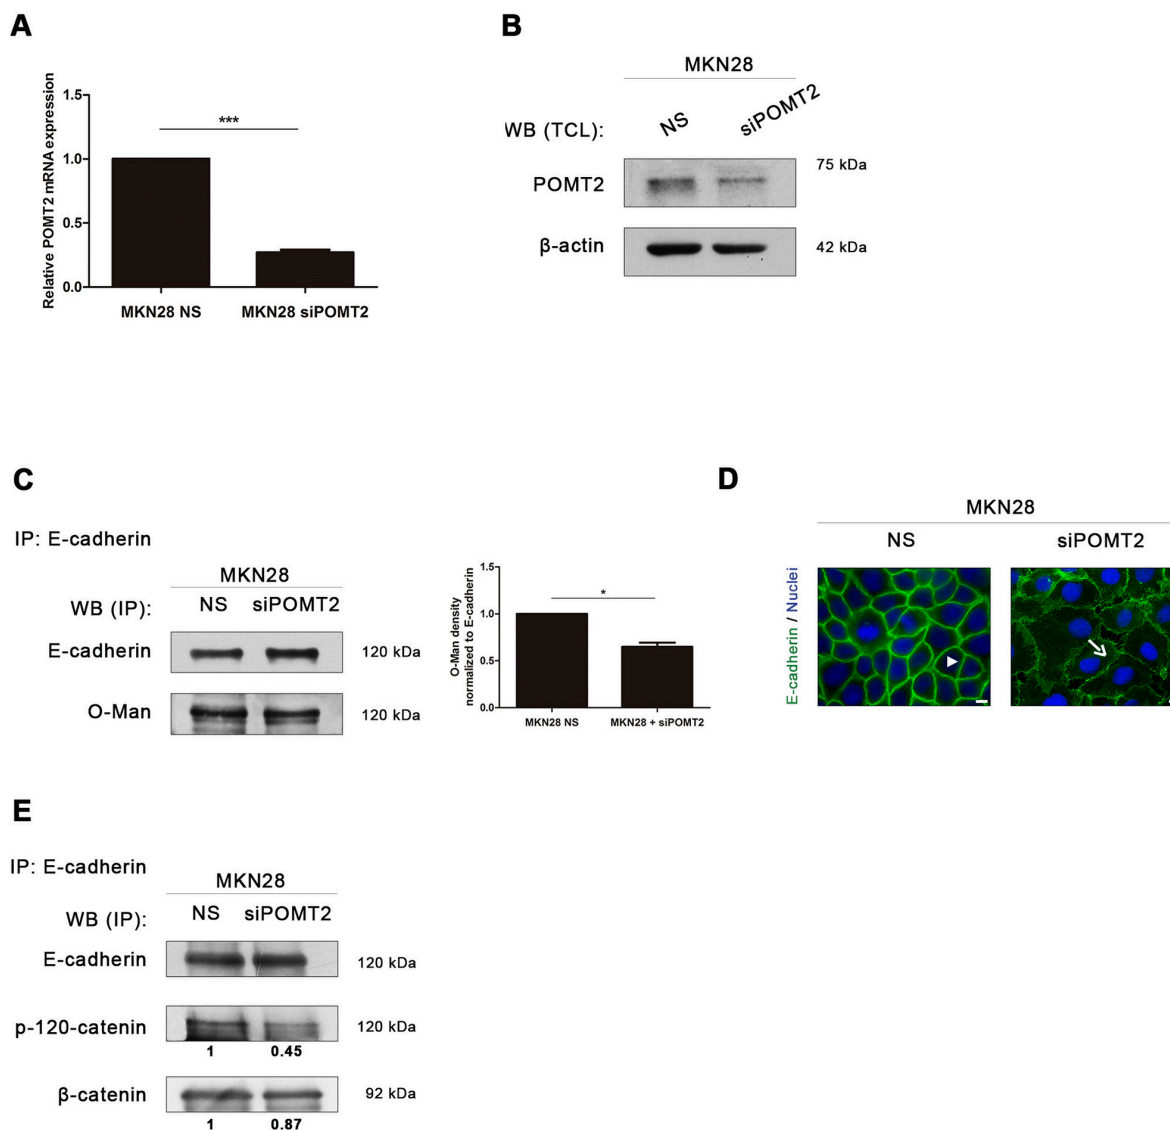 A
Relative POMT2 mRNA expression
1.5
1.0
0.5
0.0
***
MKN28 NS
MKN28 siPOMT2
B
MKN28
WB (TCL):
NS
siPOMT2
POMT2
75 kDa
β-actin
42 kDa
C
IP: E-cadherin
MKN28
WB (IP):
NS
siPOMT2
E-cadherin
120 kDa
O-Man
120 kDa
O-Man density
normalized to E-cadherin
1.5
1.0
0.5
0.0
*
MKN28 NS
MKN28 + siPOMT2
D
MKN28
NS
siPOMT2
E-cadherin / Nuclei
E
IP: E-cadherin
MKN28
WB (IP):
NS
siPOMT2
E-cadherin
120 kDa
p-120-catenin
120 kDa
1
0.45
β-catenin
92 kDa
1
0.87